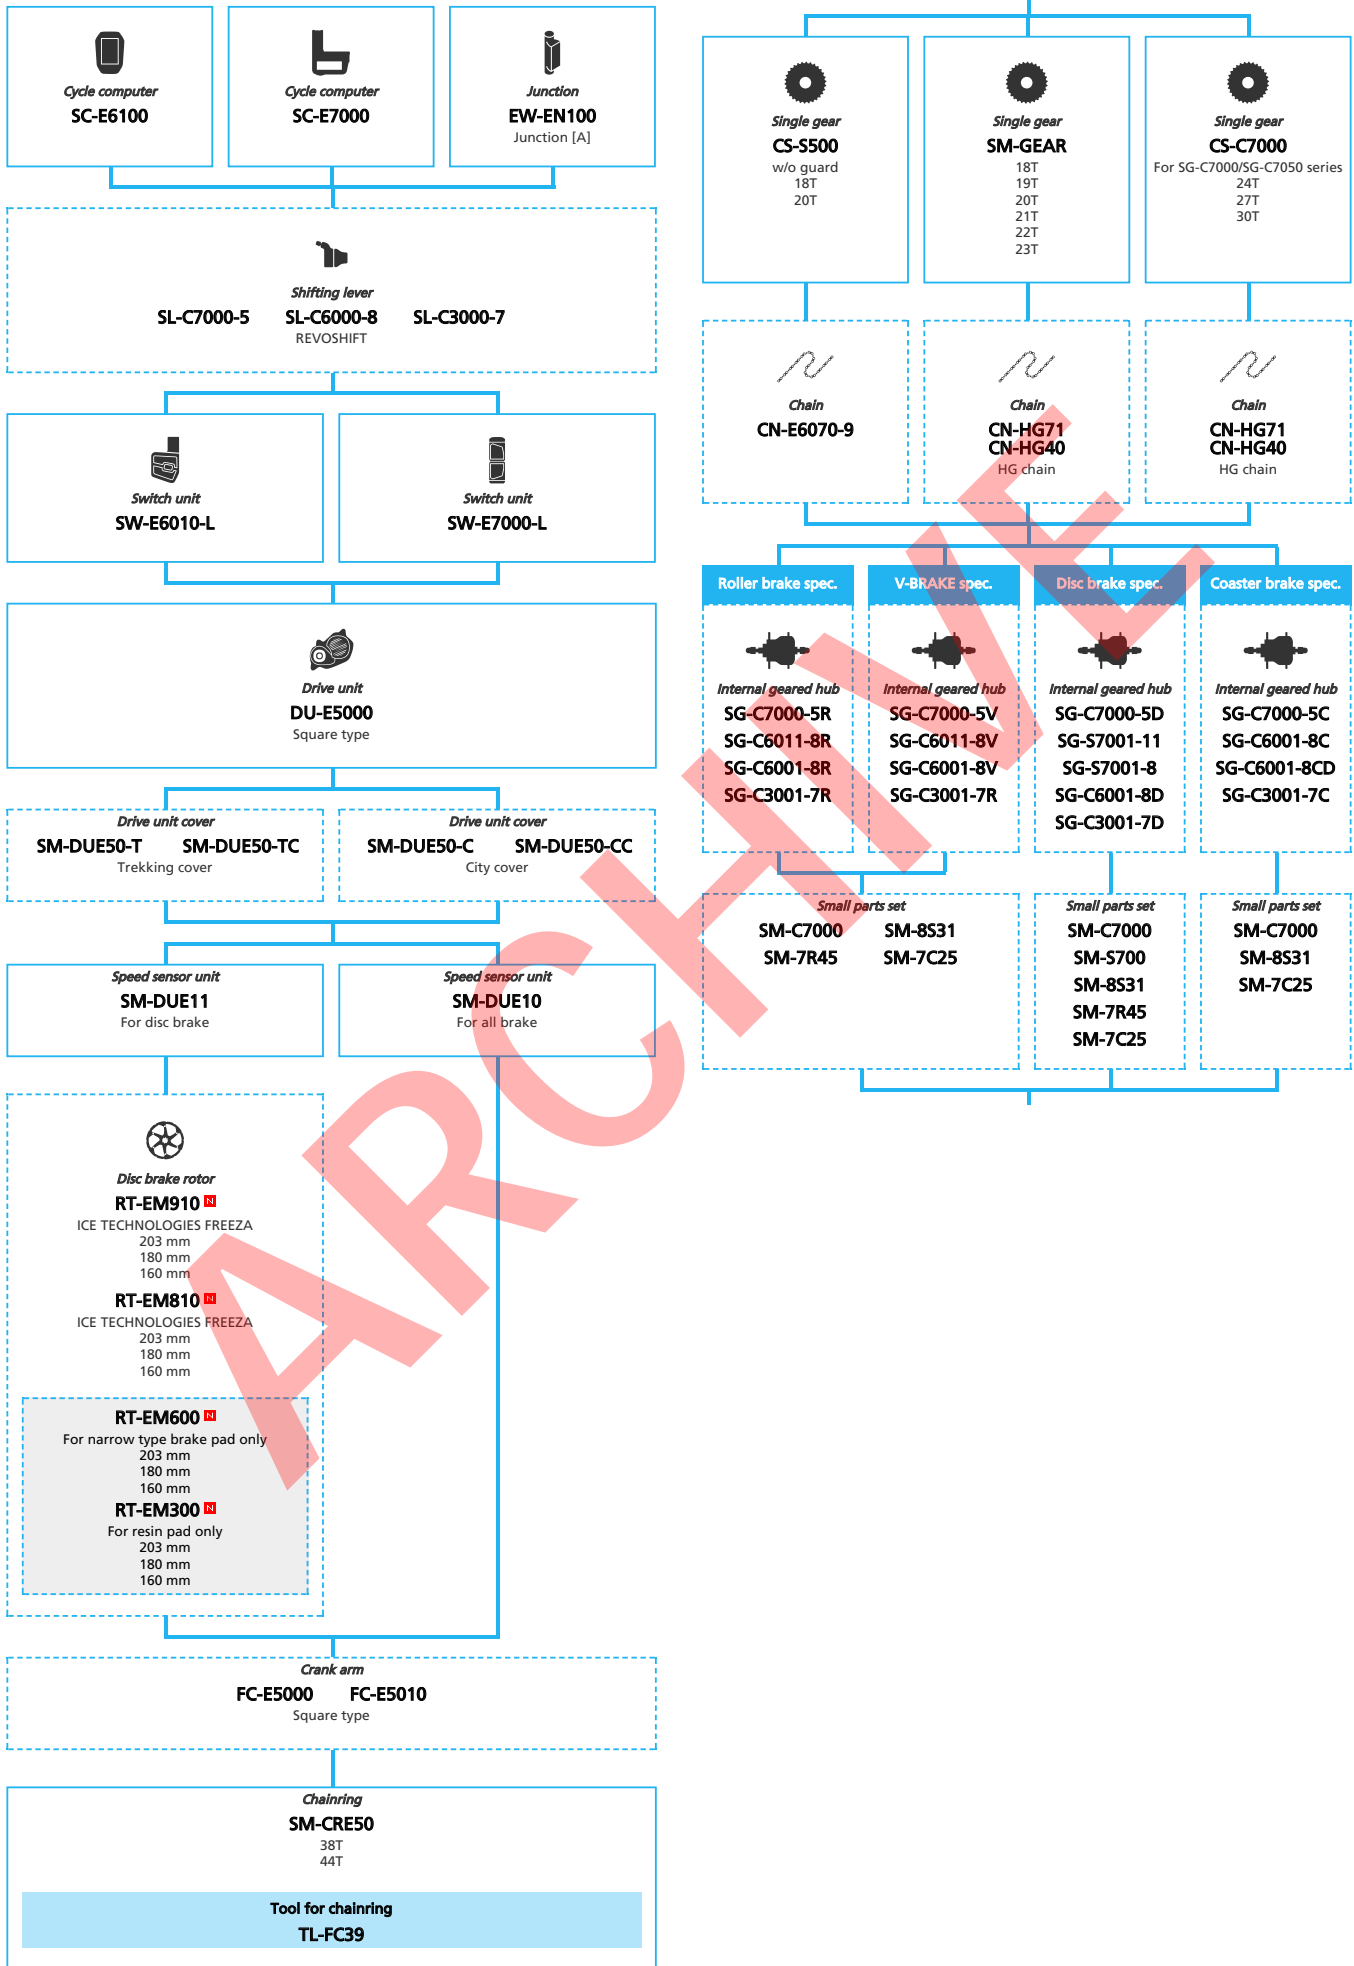 Cycle computer
SC-E6100
Cycle computer
SC-E7000
Junction
EW-EN100
Junction [A]
Shifting lever
SL-C7000-5 SL-C6000-8 SL-C3000-7
REVOSHIFT
Switch unit
SW-E6010-L
Switch unit
SW-E7000-L
Drive unit
DU-E5000
Square type
Drive unit cover
SM-DUE50-T SM-DUE50-TC
Trekking cover
Drive unit cover
SM-DUE50-C SM-DUE50-CC
City cover
Speed sensor unit
SM-DUE11
For disc brake
Speed sensor unit
SM-DUE10
For all brake
Disc brake rotor
RT-EM910 N
ICE TECHNOLOGIES FREEZA
203 mm
180 mm
160 mm
RT-EM810 N
ICE TECHNOLOGIES FREEZA
203 mm
180 mm
160 mm
RT-EM600 N
For narrow type brake pad only
203 mm
180 mm
160 mm
RT-EM300 N
For resin pad only
203 mm
180 mm
160 mm
Crank arm
FC-E5000 FC-E5010
Square type
Chainring
SM-CRE50
38T
44T
Tool for chainring
TL-FC39
Single gear
CS-S500
w/o guard
18T
20T
Single gear
SM-GEAR
18T
19T
20T
21T
22T
23T
Single gear
CS-C7000
For SG-C7000/SG-C7050 series
24T
27T
30T
Chain
CN-E6070-9
Chain
CN-HG71
CN-HG40
HG chain
Chain
CN-HG71
CN-HG40
HG chain
Roller brake spec.
Internal geared hub
SG-C7000-5R
SG-C6011-8R
SG-C6001-8R
SG-C3001-7R
V-BRAKE spec.
Internal geared hub
SG-C7000-5V
SG-C6011-8V
SG-C6001-8V
SG-C3001-7R
Disc brake spec.
Internal geared hub
SG-C7000-5D
SG-S7001-11
SG-S7001-8
SG-C6001-8D
SG-C3001-7D
Coaster brake spec.
Internal geared hub
SG-C7000-5C
SG-C6001-8C
SG-C6001-8CD
SG-C3001-7C
Small parts set
SM-C7000 SM-8S31
SM-7R45 SM-7C25
Small parts set
SM-C7000
SM-S700
SM-8S31
SM-7R45
SM-7C25
Small parts set
SM-C7000
SM-8S31
SM-7C25
ARCHIVE